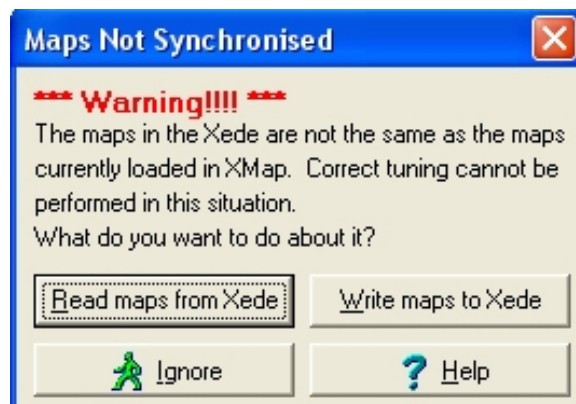 Maps Not Synchronised
*** Warning!!!! ***
The maps in the Xede are not the same as the maps
currently loaded in XMap.  Correct tuning cannot be
performed in this situation.
What do you want to do about it?
Read maps from Xede
Write maps to Xede
Ignore
? Help